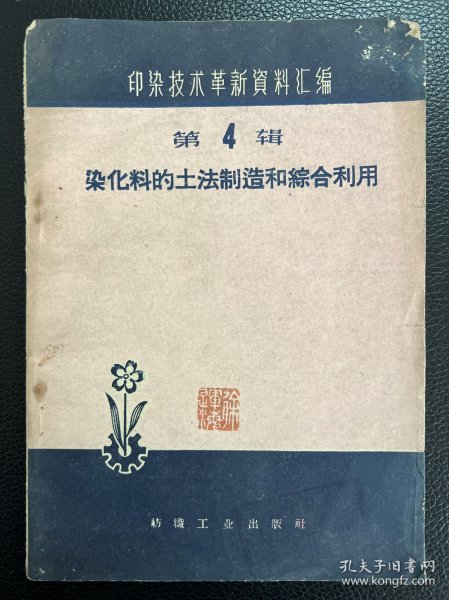 印染技术革新資料汇編
第 4 辑
染化料的土法制造和綜合利用
紡織工业出版社
孔夫子旧书网
www.kongfz.com